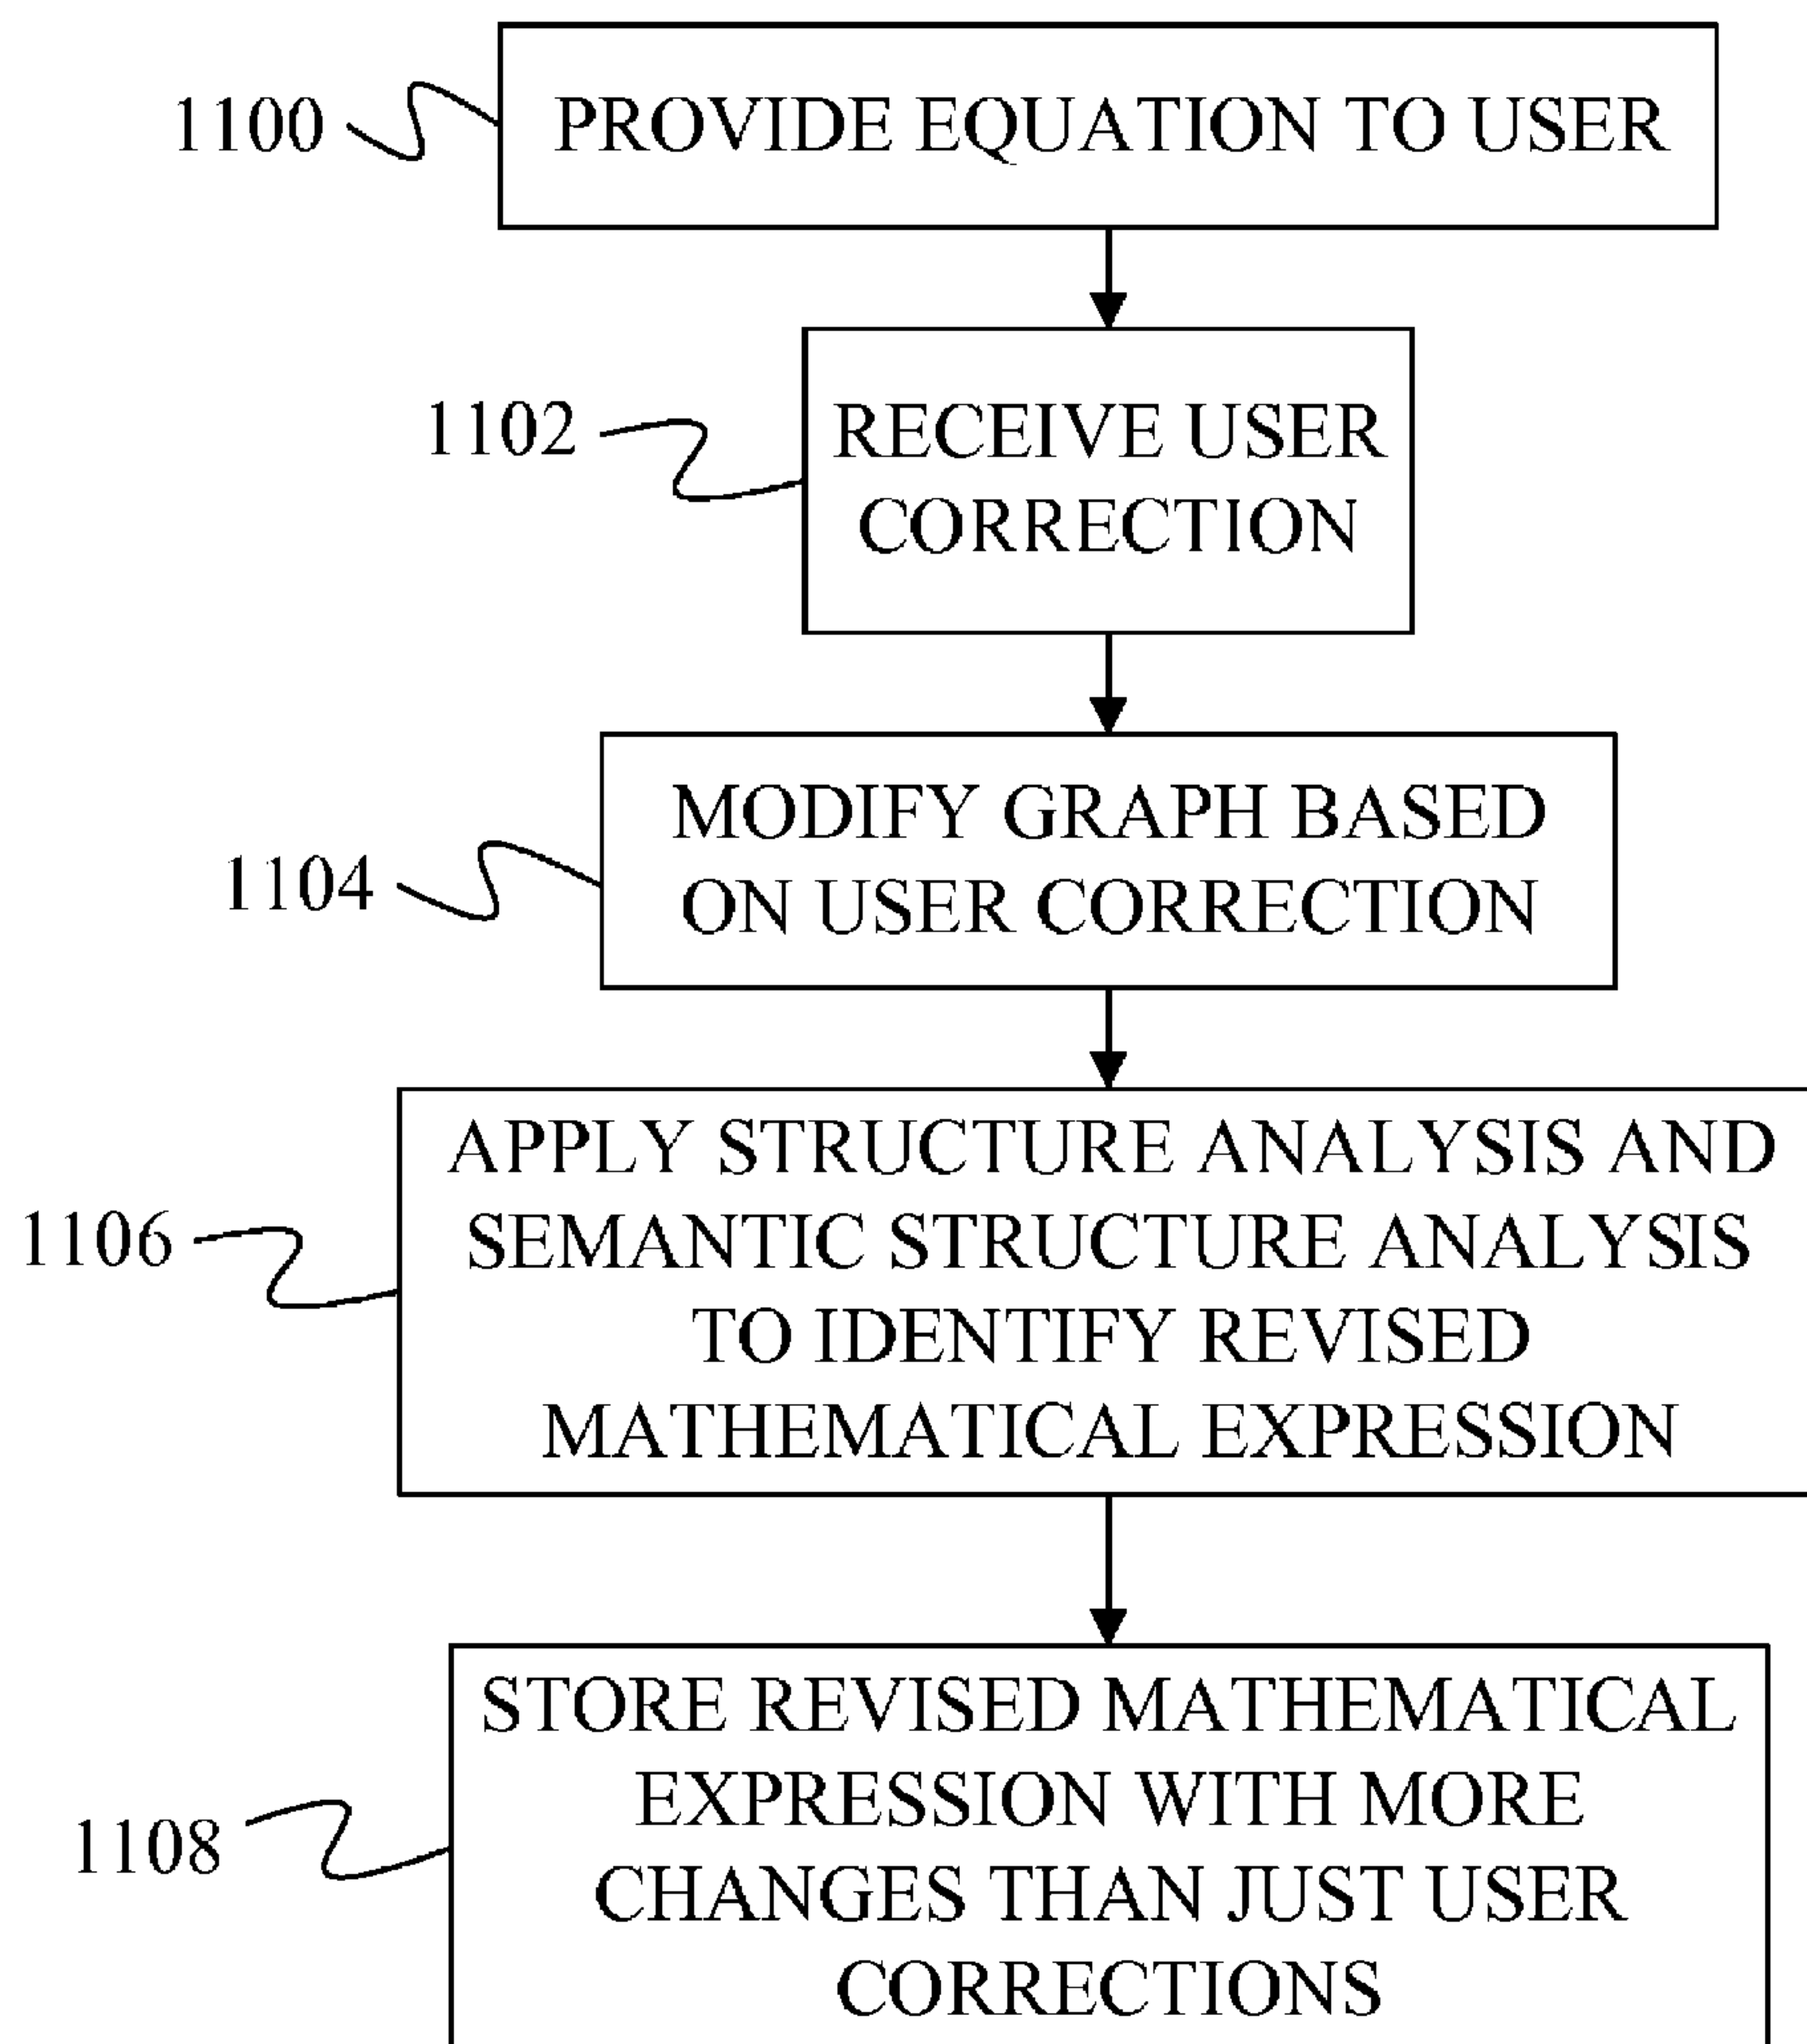 1100
PROVIDE EQUATION TO USER
1102
RECEIVE USER
CORRECTION
1104
MODIFY GRAPH BASED
ON USER CORRECTION
1106
APPLY STRUCTURE ANALYSIS AND
SEMANTIC STRUCTURE ANALYSIS
TO IDENTIFY REVISED
MATHEMATICAL EXPRESSION
1108
STORE REVISED MATHEMATICAL
EXPRESSION WITH MORE
CHANGES THAN JUST USER
CORRECTIONS